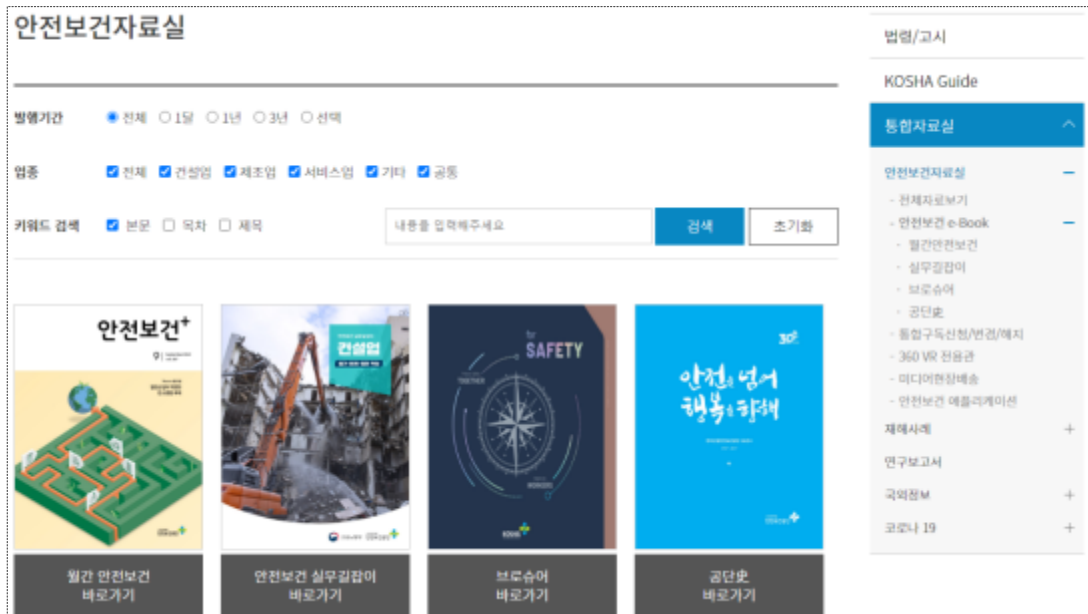 안전보건자료실
발행기간
전체 1달 1년 3년 선택
업종
전체 건설업 제조업 서비스업 기타 공통
키워드 검색
본문 목차 제목
내용을 입력해주세요
검색
초기화
안전보건+
9
건설업
for
SAFETY
TOGETHER
KOSHA
30
안전을 넘어
행복을 향해
월간 안전보건
바로가기
안전보건 실무길잡이
바로가기
브로슈어
바로가기
공단史
바로가기
법령/고시
KOSHA Guide
통합자료실
안전보건자료실
- 전체자료보기
- 안전보건 e-Book
· 월간안전보건
· 실무길잡이
· 브로슈어
· 공단史
- 통합구독신청/변경/해지
- 360 VR 전용관
- 미디어현장배송
- 안전보건 애플리케이션
재해사례
연구보고서
국외정보
코로나 19